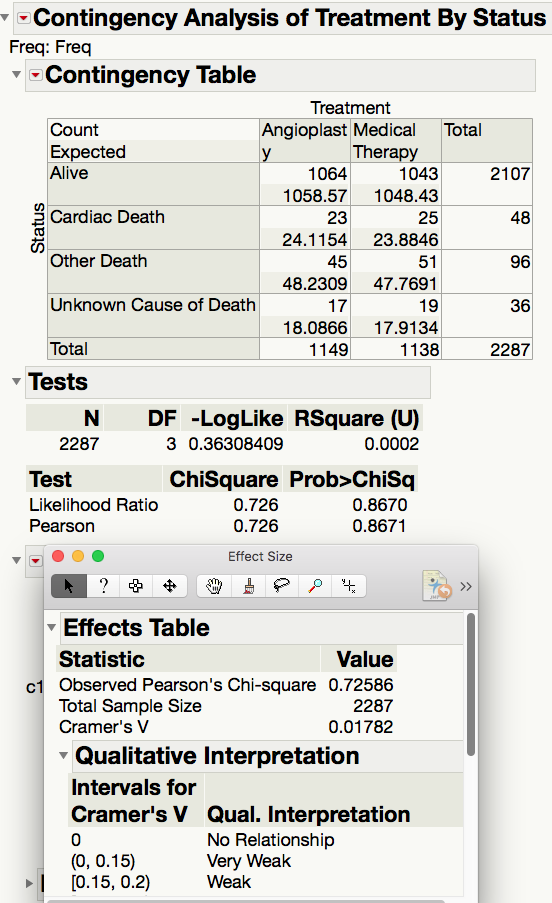 Contingency Analysis of Treatment By Status
Freq: Freq
Contingency Table
Treatment
Count Angioplast Medical Total
Expected y Therapy
Status
Alive 1064 1043 2107
1058.57 1048.43
Cardiac Death 23 25 48
24.1154 23.8846
Other Death 45 51 96
48.2309 47.7691
Unknown Cause of Death 17 19 36
18.0866 17.9134
Total 1149 1138 2287
Tests
N DF -LogLike RSquare (U)
2287 3 0.36308409 0.0002
Test ChiSquare Prob>ChiSq
Likelihood Ratio 0.726 0.8670
Pearson 0.726 0.8671
Effect Size
Effects Table
Statistic Value
Observed Pearson's Chi-square 0.72586
Total Sample Size 2287
Cramer's V 0.01782
c1
Qualitative Interpretation
Intervals for
Cramer's V Qual. Interpretation
0 No Relationship
(0, 0.15) Very Weak
[0.15, 0.2) Weak